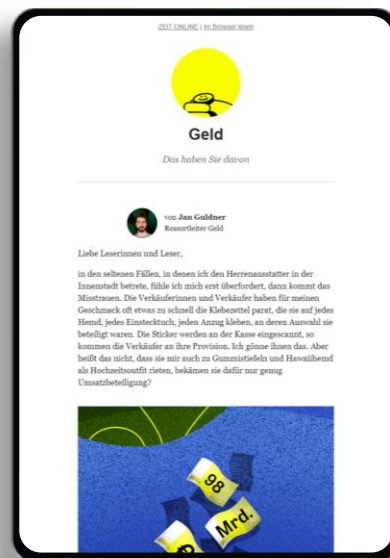 ZEIT ONLINE | Im Browser lesen
Geld
Das haben Sie davon
von Jan Guldner
Ressortleiter Geld
Liebe Leserinnen und Leser,
in den seltenen Fällen, in denen ich den Herrenausstatter in der
Innenstadt betrete, fühle ich mich erst überfordert, dann kommt das
Misstrauen. Die Verkäuferinnen und Verkäufer haben für meinen
Geschmack oft etwas zu schnell die Klebezettel parat, die sie auf jedes
Hemd, jedes Einstecktuch, jeden Anzug kleben, an deren Auswahl sie
beteiligt waren. Die Sticker werden an der Kasse eingescannt, so
kommen die Verkäufer an ihre Provision. Ich gönne ihnen das. Aber
heißt das nicht, dass sie mir auch zu Gummistiefeln und Hawaiihemd
als Hochzeitsoutfit rieten, bekämen sie dafür nur genug
Umsatzbeteiligung?
98
Mrd.